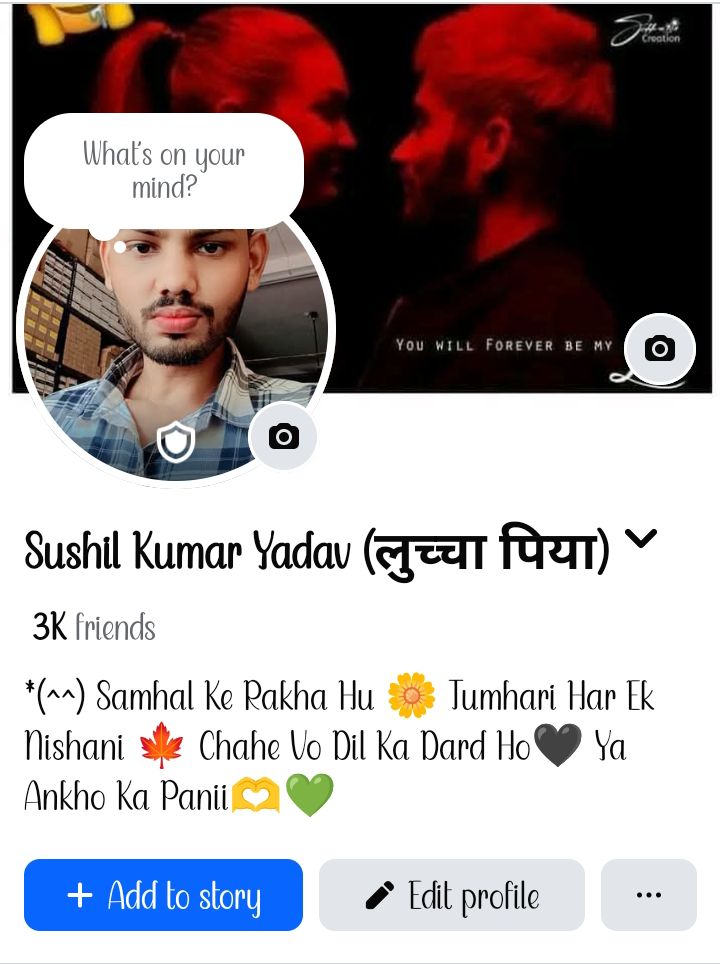 Creation
What's on your
mind?
YOU WILL FOREVER BE MY
Sushil Kumar Yadav (लुच्चा पिया)
3K friends
*(^^) Samhal Ke Rakha Hu 🌼 Tumhari Har Ek
Nishani 🍁 Chahe Vo Dil Ka Dard Ho🖤 Ya
Ankho Ka Panii🫶💚
+ Add to story
Edit profile
...